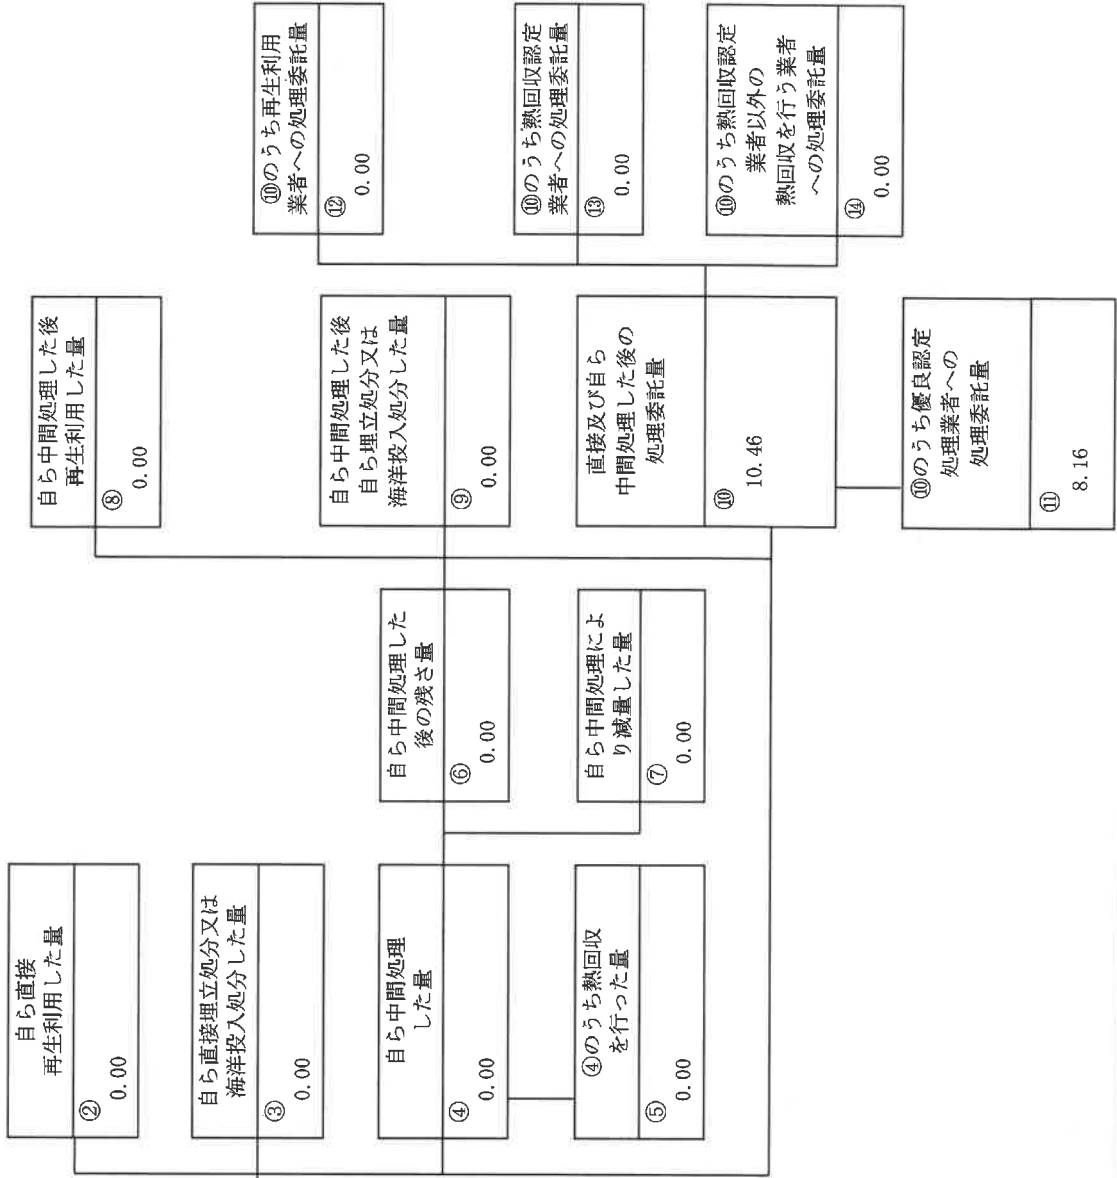 自ら直接
再生利用した量
②
0.00
自ら直接埋立処分又は
海洋投入処分した量
③
0.00
自ら中間処理
した量
④
0.00
④のうち熱回収
を行った量
⑤
0.00
自ら中間処理した
後の残さ量
⑥
0.00
自ら中間処理によ
り減量した量
⑦
0.00
自ら中間処理した後
再生利用した量
⑧
0.00
自ら中間処理した後
自ら埋立処分又は
海洋投入処分した量
⑨
0.00
直接及び自ら
中間処理した後の
処理委託量
⑩
10.46
⑩のうち優良認定
処理業者への
処理委託量
⑪
8.16
⑩のうち再生利用
業者への処理委託量
⑫
0.00
⑩のうち熱回収認定
業者への処理委託量
⑬
0.00
⑩のうち熱回収認定
業者以外の
熱回収を行う業者
への処理委託量
⑭
0.00